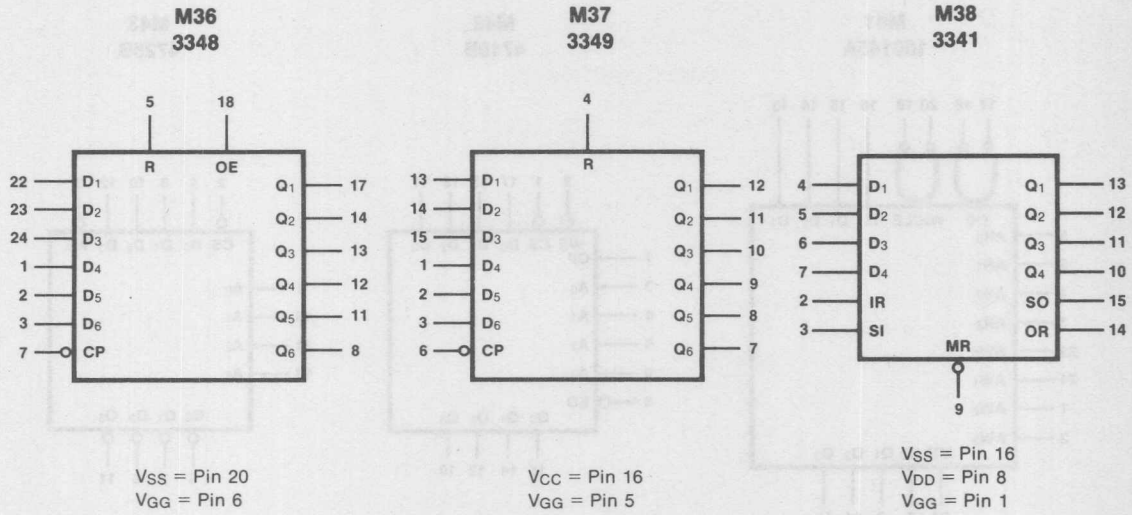 M36
3348
5 18
R OE
22 D1
23 D2
24 D3
1 D4
2 D5
3 D6
7 CP
Q1 17
Q2 14
Q3 13
Q4 12
Q5 11
Q6 8
VSS = Pin 20
VGG = Pin 6
M37
3349
4
R
13 D1
14 D2
15 D3
1 D4
2 D5
3 D6
6 CP
Q1 12
Q2 11
Q3 10
Q4 9
Q5 8
Q6 7
VCC = Pin 16
VGG = Pin 5
M38
3341
4 D1
5 D2
6 D3
7 D4
2 IR
3 SI
Q1 13
Q2 12
Q3 11
Q4 10
SO 15
OR 14
MR
9
VSS = Pin 16
VDD = Pin 8
VGG = Pin 1